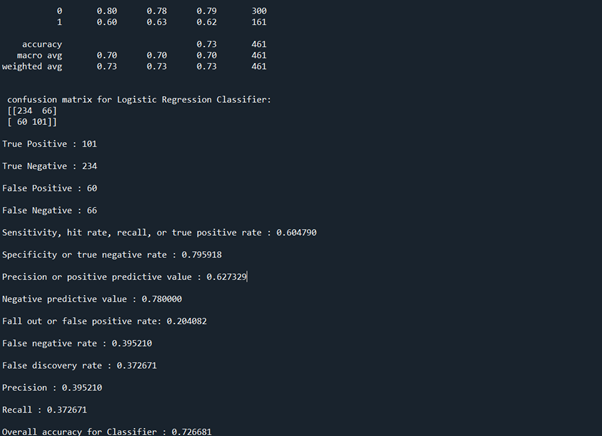 0 0.80 0.78 0.79 300
1 0.60 0.63 0.62 161
accuracy 0.73 461
macro avg 0.70 0.70 0.70 461
weighted avg 0.73 0.73 0.73 461
confussion matrix for Logistic Regression Classifier:
[[234 66]
[ 60 101]]
True Positive : 101
True Negative : 234
False Positive : 60
False Negative : 66
Sensitivity, hit rate, recall, or true positive rate : 0.604790
Specificity or true negative rate : 0.795918
Precision or positive predictive value : 0.627329
Negative predictive value : 0.780000
Fall out or false positive rate: 0.204082
False negative rate : 0.395210
False discovery rate : 0.372671
Precision : 0.395210
Recall : 0.372671
Overall accuracy for Classifier : 0.726681